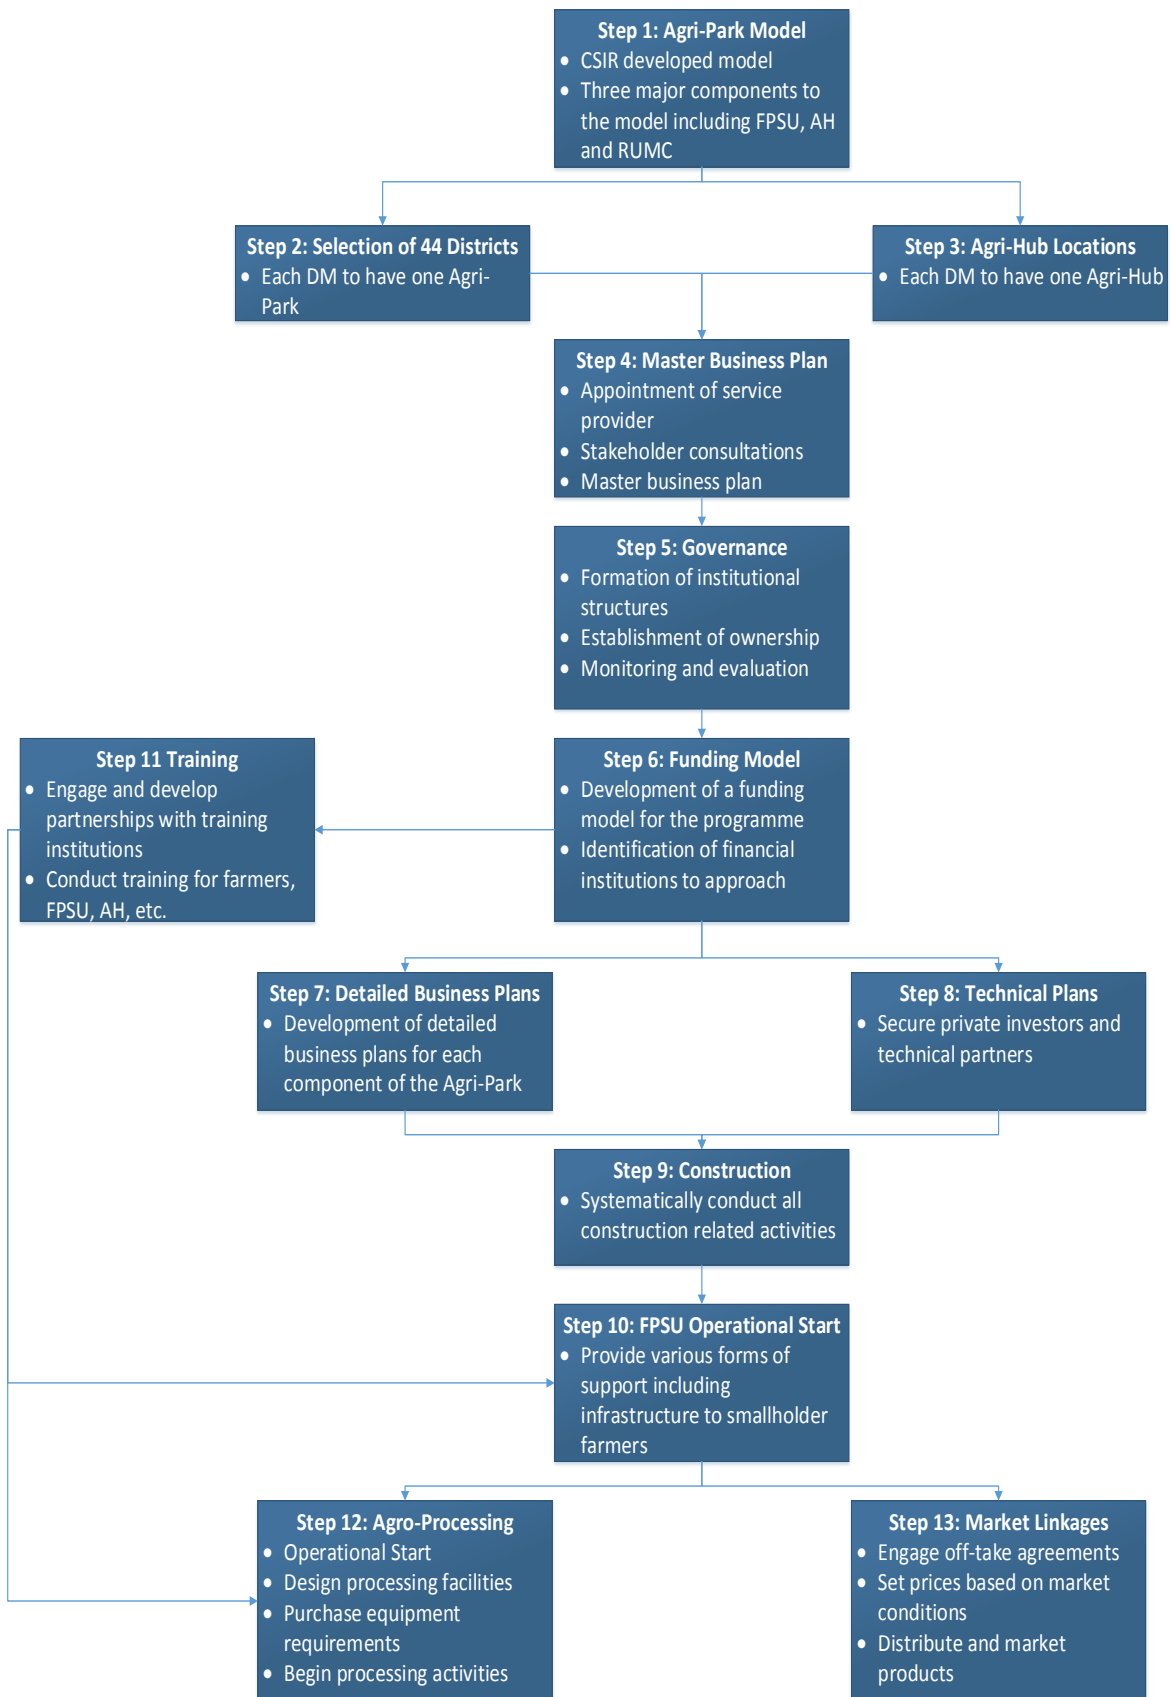 Step 1: Agri-Park Model
• CSIR developed model
• Three major components to
the model including FPSU, AH
and RUMC
Step 2: Selection of 44 Districts
• Each DM to have one Agri-
Park
Step 3: Agri-Hub Locations
• Each DM to have one Agri-Hub
Step 4: Master Business Plan
• Appointment of service
provider
• Stakeholder consultations
• Master business plan
Step 5: Governance
• Formation of institutional
structures
• Establishment of ownership
• Monitoring and evaluation
Step 11 Training
• Engage and develop
partnerships with training
institutions
• Conduct training for farmers,
FPSU, AH, etc.
Step 6: Funding Model
• Development of a funding
model for the programme
• Identification of financial
institutions to approach
Step 7: Detailed Business Plans
• Development of detailed
business plans for each
component of the Agri-Park
Step 8: Technical Plans
• Secure private investors and
technical partners
Step 9: Construction
• Systematically conduct all
construction related activities
Step 10: FPSU Operational Start
• Provide various forms of
support including
infrastructure to smallholder
farmers
Step 12: Agro-Processing
• Operational Start
• Design processing facilities
• Purchase equipment
requirements
• Begin processing activities
Step 13: Market Linkages
• Engage off-take agreements
• Set prices based on market
conditions
• Distribute and market
products